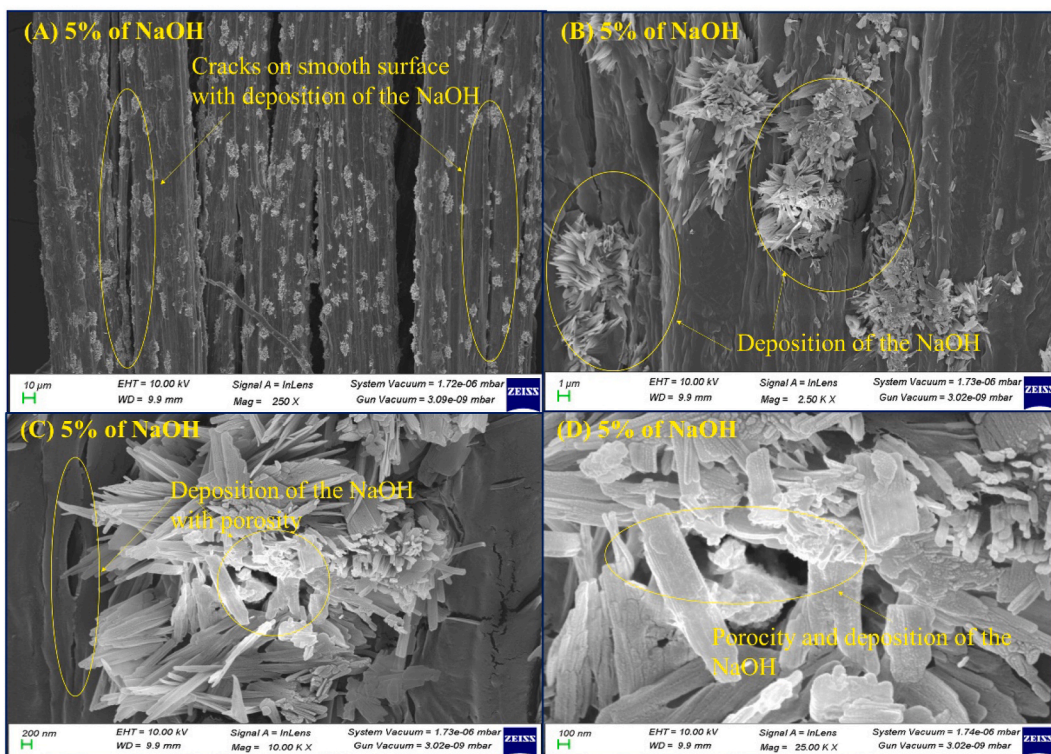 (A) 5% of NaOH
Cracks on smooth surface
with deposition of the NaOH
10 µm
EHT = 10.00 kV
Signal A = InLens
System Vacuum = 1.72e-06 mbar
WD = 9.9 mm
Mag = 250 X
Gun Vacuum = 3.09e-09 mbar
ZEISS
(B) 5% of NaOH
Deposition of the NaOH
1 µm
EHT = 10.00 kV
Signal A = InLens
System Vacuum = 1.73e-06 mbar
WD = 9.9 mm
Mag = 2.50 K X
Gun Vacuum = 3.02e-09 mbar
ZEISS
(C) 5% of NaOH
Deposition of the NaOH
with porosity
200 nm
EHT = 10.00 kV
Signal A = InLens
System Vacuum = 1.73e-06 mbar
WD = 9.9 mm
Mag = 10.00 K X
Gun Vacuum = 3.02e-09 mbar
ZEISS
(D) 5% of NaOH
Porocity and deposition of the
NaOH
100 nm
EHT = 10.00 kV
Signal A = InLens
System Vacuum = 1.74e-06 mbar
WD = 9.9 mm
Mag = 25.00 K X
Gun Vacuum = 3.02e-09 mbar
ZEISS